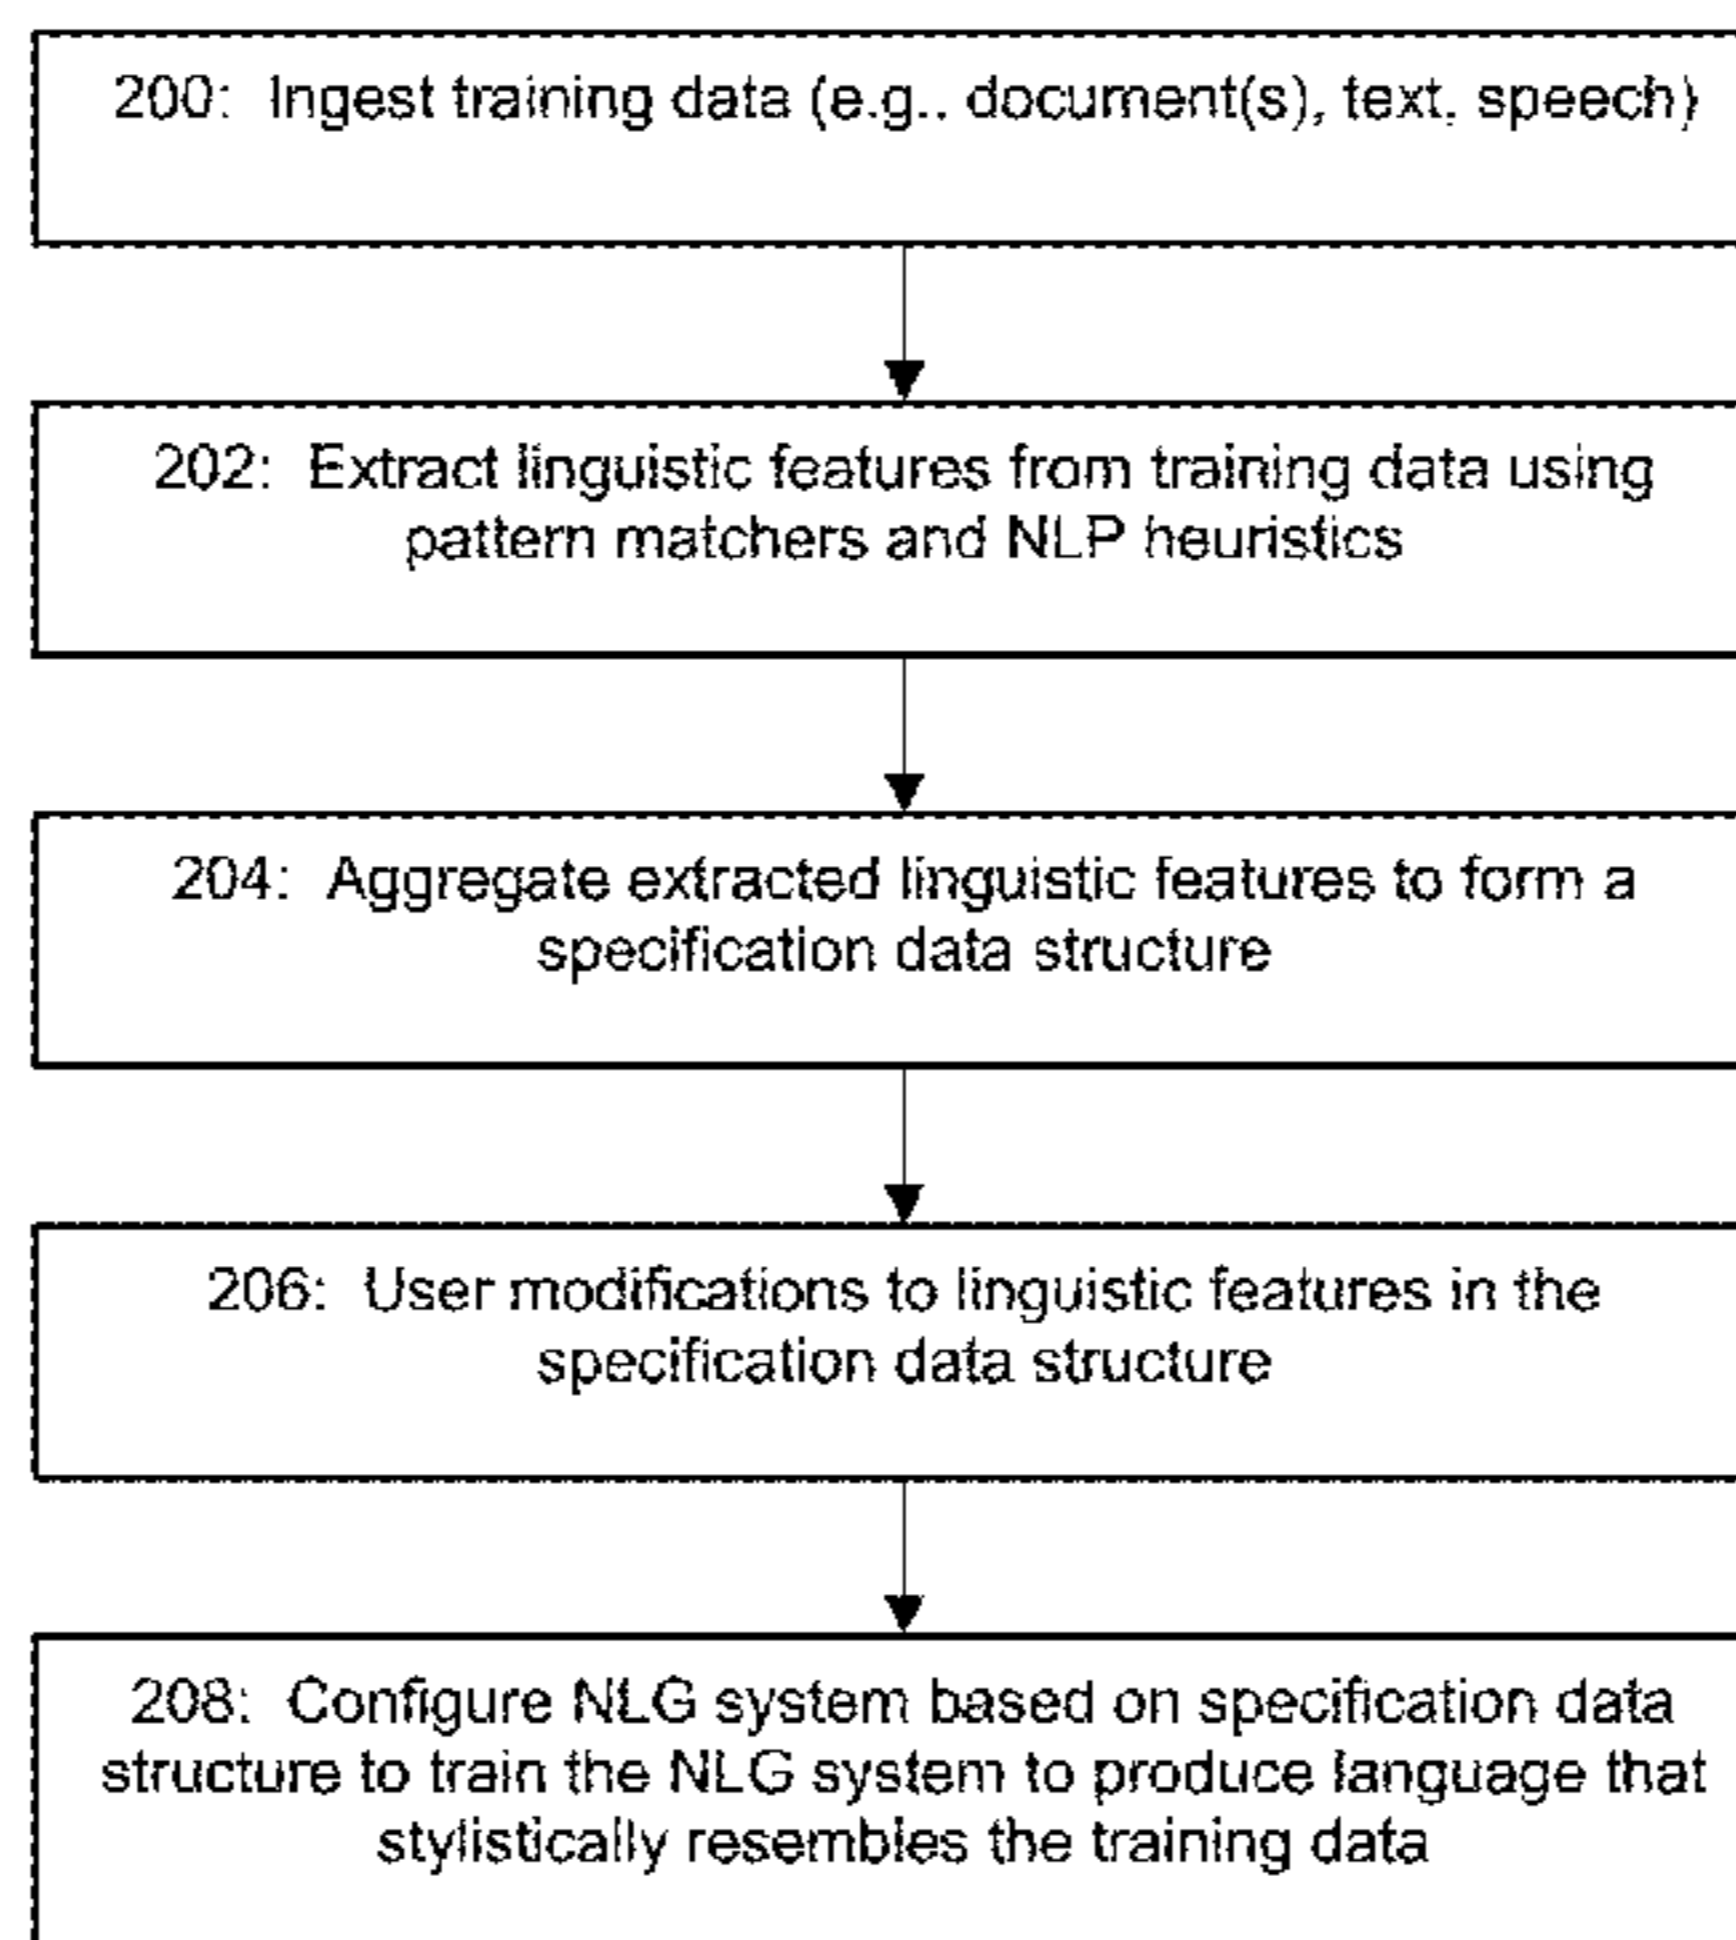 200: Ingest training data (e.g., document(s), text, speech)
202: Extract linguistic features from training data using
pattern matchers and NLP heuristics
204: Aggregate extracted linguistic features to form a
specification data structure
206: User modifications to linguistic features in the
specification data structure
208: Configure NLG system based on specification data
structure to train the NLG system to produce language that
stylistically resembles the training data